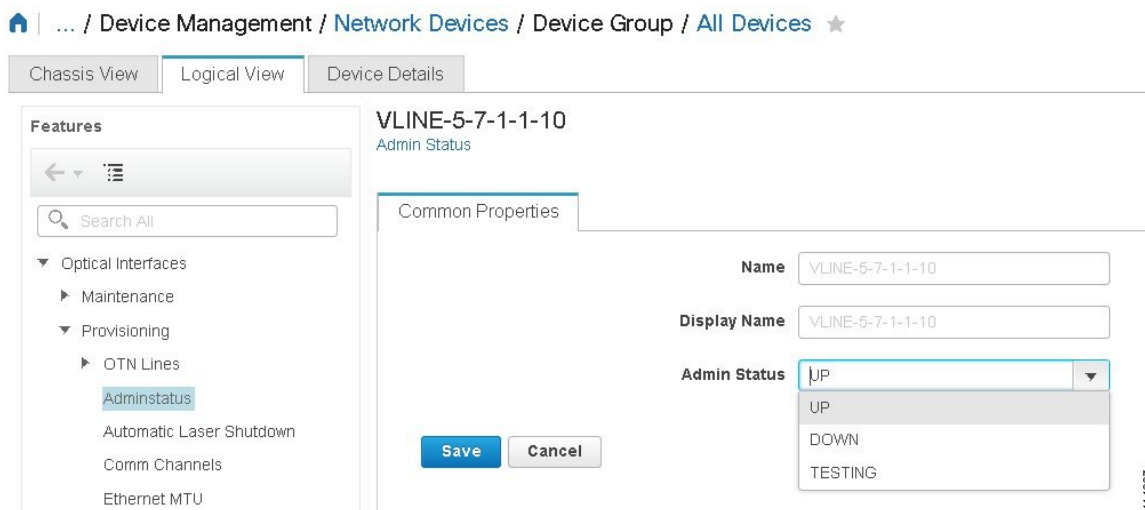 ... / Device Management / Network Devices / Device Group / All Devices
Chassis View
Logical View
Device Details
Features
Search All
Optical Interfaces
Maintenance
Provisioning
OTN Lines
Adminstatus
Automatic Laser Shutdown
Comm Channels
Ethernet MTU
VLINE-5-7-1-1-10
Admin Status
Common Properties
Name VLINE-5-7-1-1-10
Display Name VLINE-5-7-1-1-10
Admin Status UP
UP
DOWN
TESTING
Save Cancel